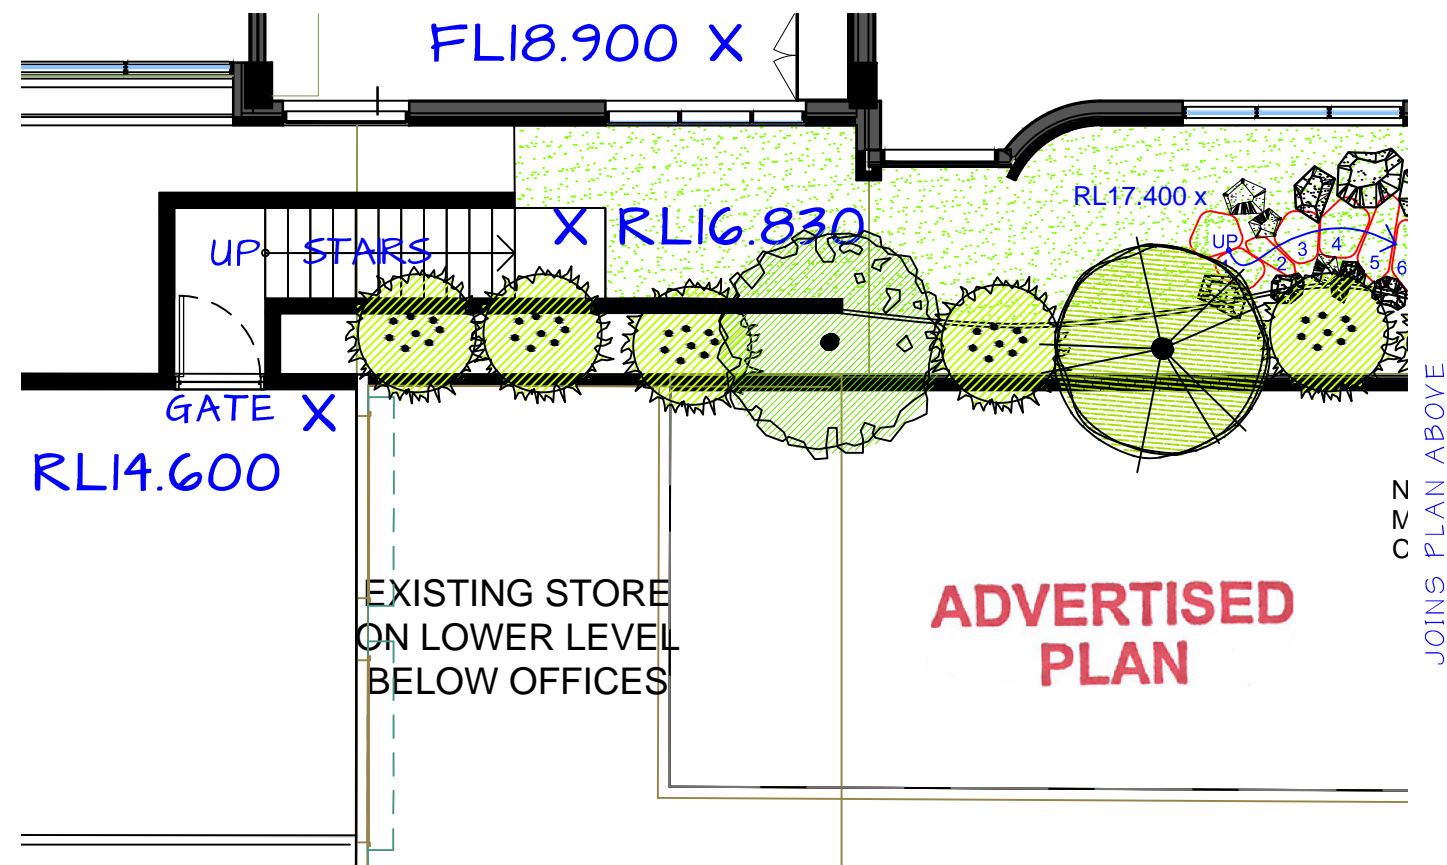 FL18.900 X
RL17.400 x
X RL16.830
UP STAIRS
UP
1 2 3 4 5 6
GATE X
RL14.600
JOINS PLAN ABOVE
N
M
C
EXISTING STORE
ON LOWER LEVEL
BELOW OFFICES
ADVERTISED
PLAN